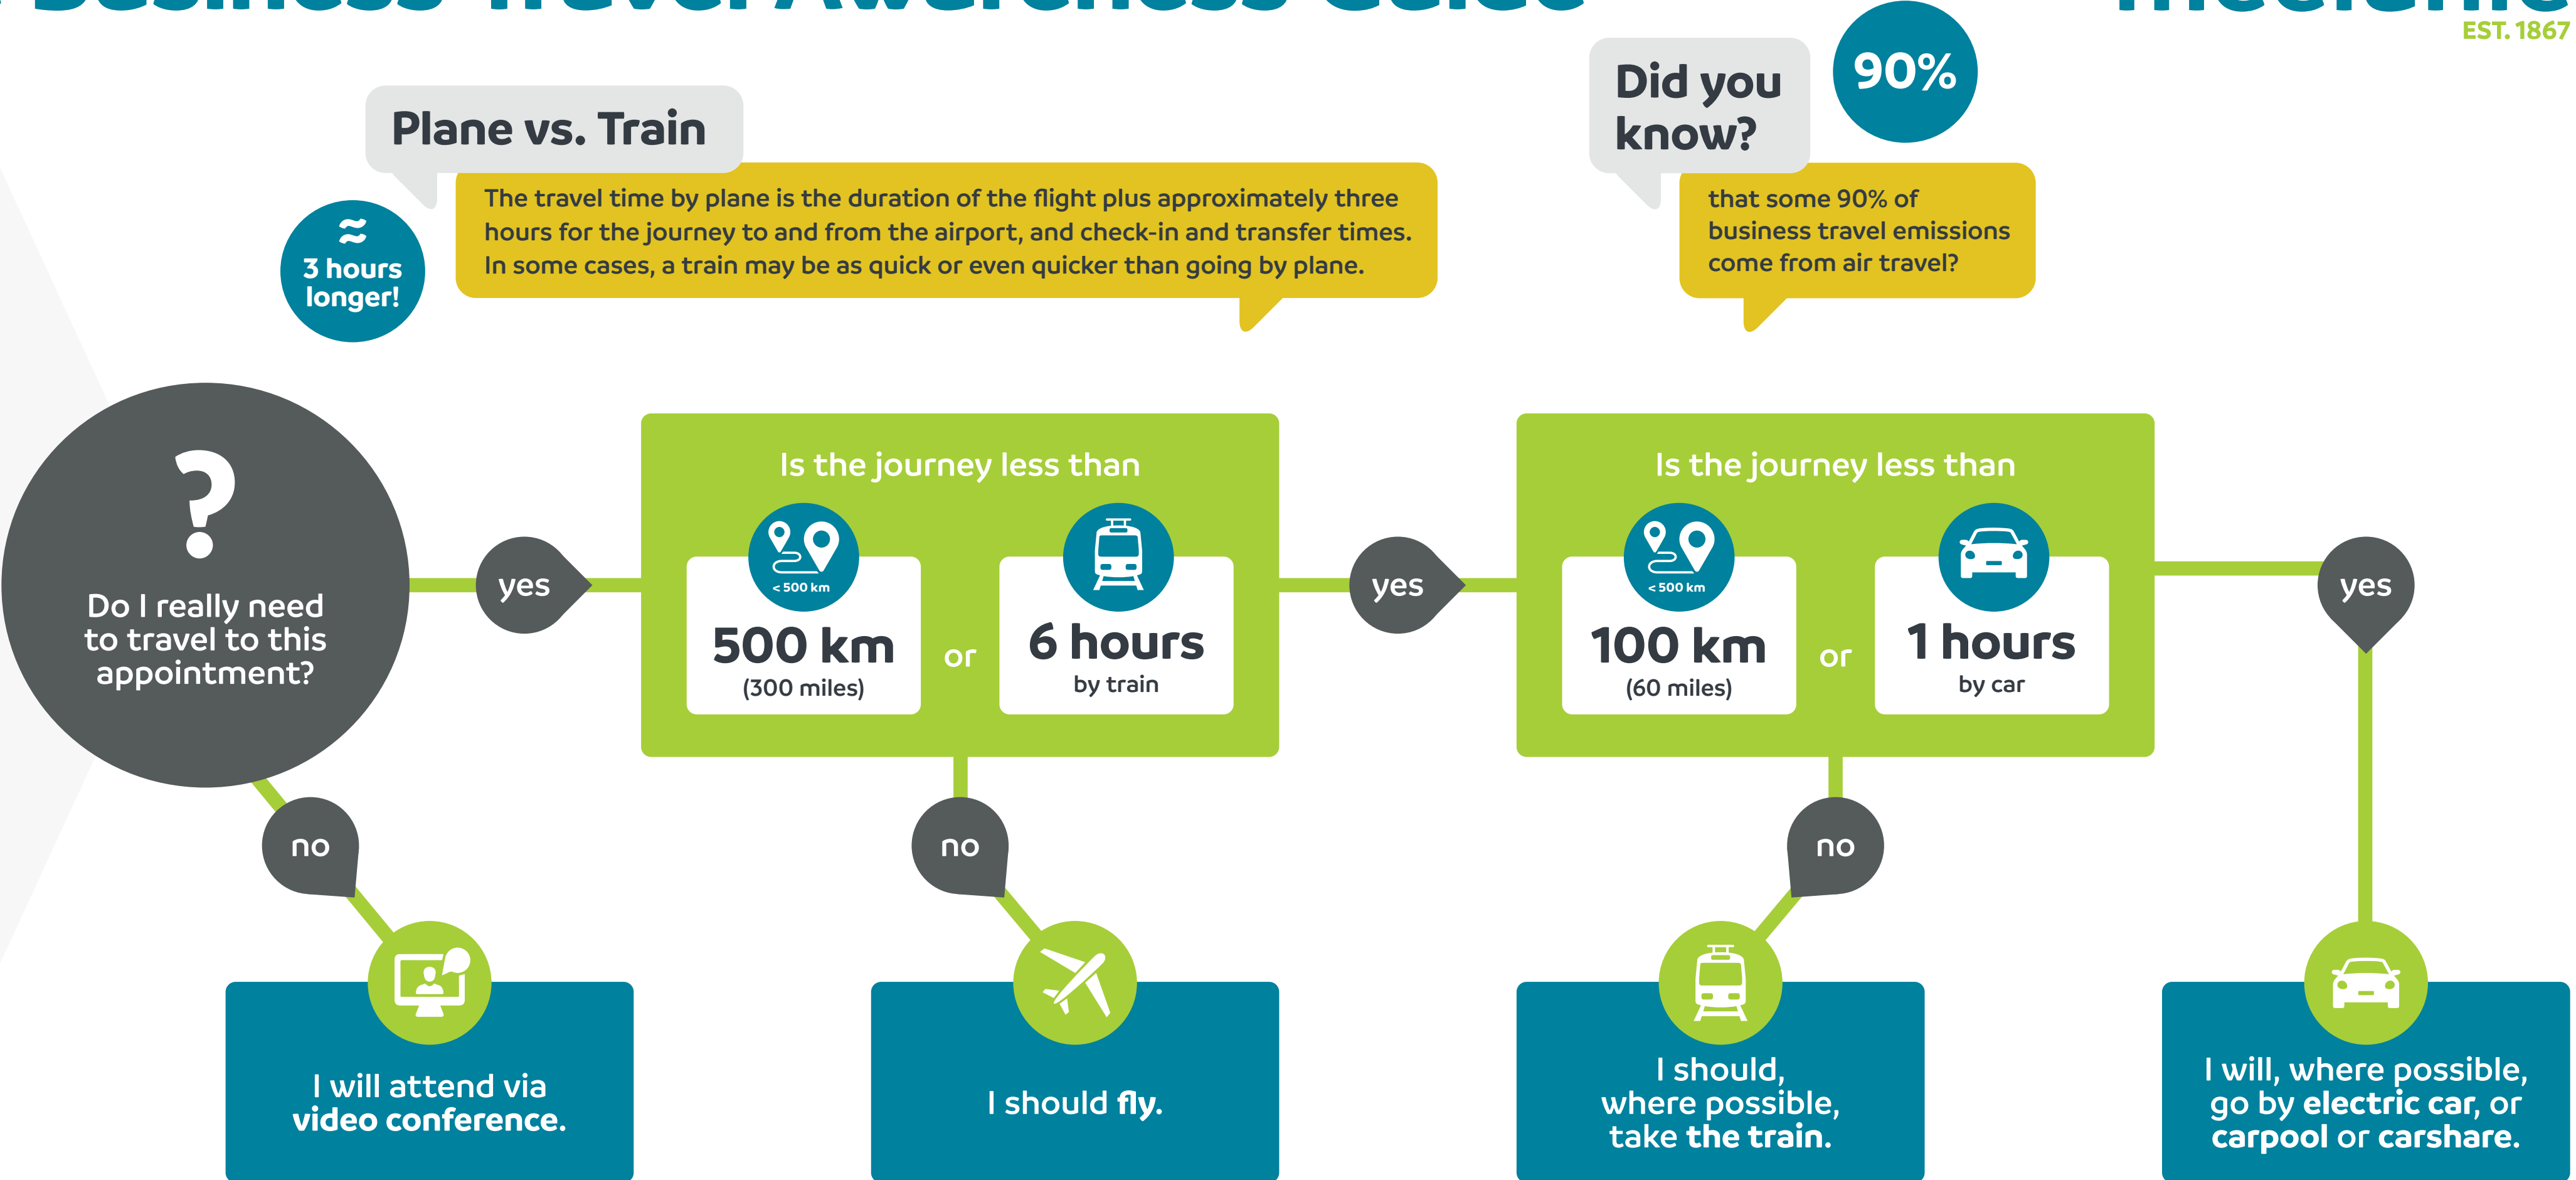 Business Travel Awareness Guide
EST. 1867
Plane vs. Train
≈
3 hours
longer!
The travel time by plane is the duration of the flight plus approximately three
hours for the journey to and from the airport, and check-in and transfer times.
In some cases, a train may be as quick or even quicker than going by plane.
Did you
know?
90%
that some 90% of
business travel emissions
come from air travel?
?
Do I really need
to travel to this
appointment?
yes
Is the journey less than
< 500 km
500 km
(300 miles)
or
6 hours
by train
yes
Is the journey less than
< 500 km
100 km
(60 miles)
or
1 hours
by car
yes
no
no
no
I will attend via
video conference.
I should fly.
I should,
where possible,
take the train.
I will, where possible,
go by electric car, or
carpool or carshare.